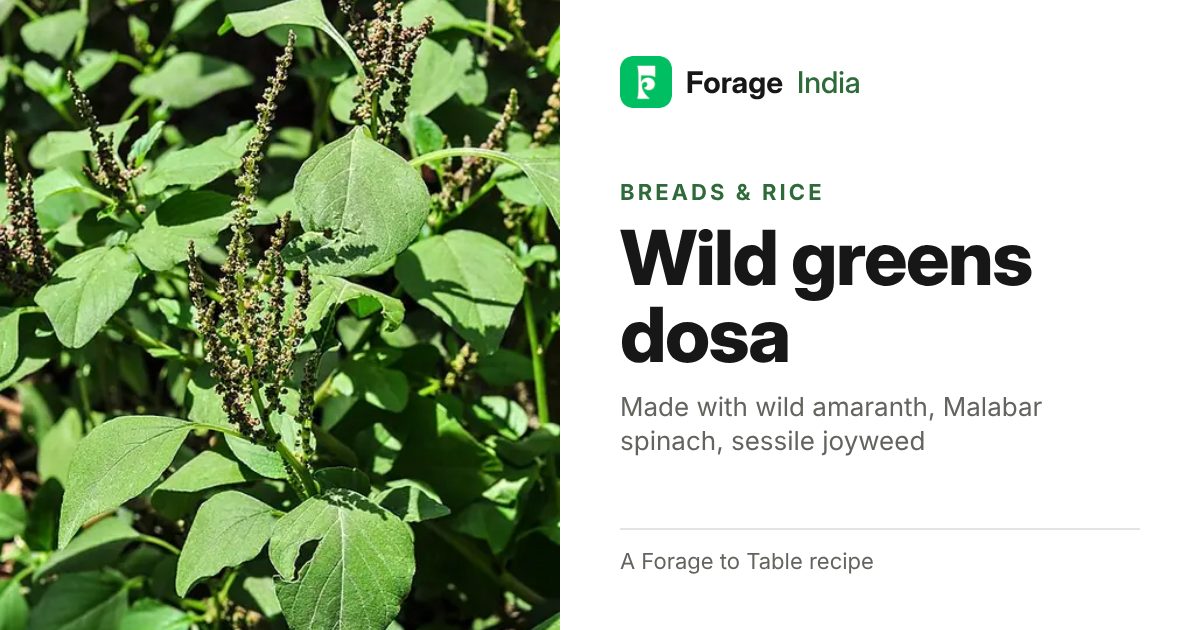 Forage India
BREADS & RICE
Wild greens
dosa
Made with wild amaranth, Malabar
spinach, sessile joyweed
A Forage to Table recipe